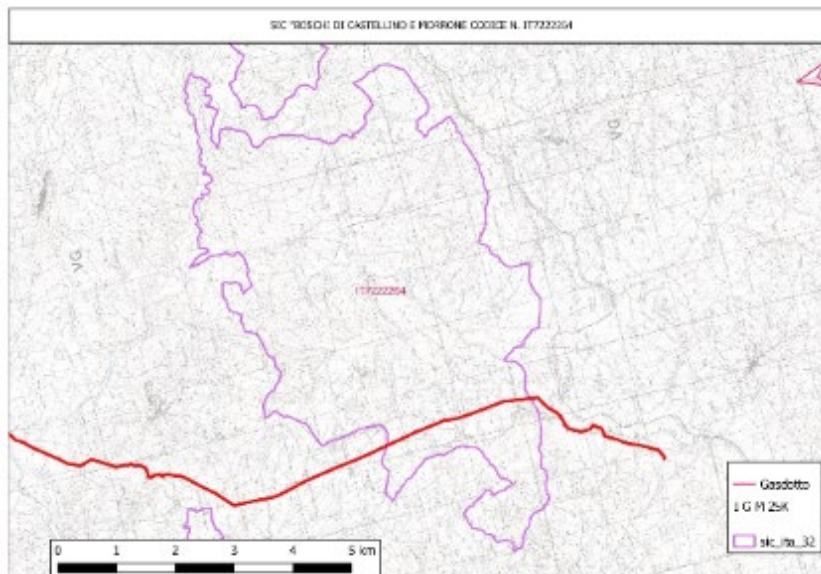 SIC "BOSCHI DI CASTELLINO E MORRONE CODICE N. IT7222264
VG
VG
IT7222264
Gasdotto
I G M 25K
sic_ita_32
0 1 2 3 4 5 km